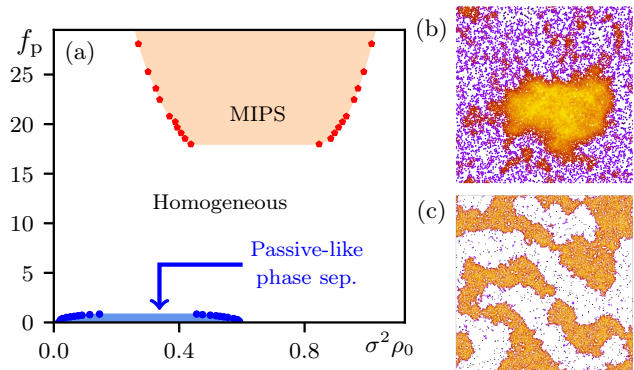 f_p
(a)
25
20
15
10
5
0
MIPS
Homogeneous
Passive-like
phase sep.
0.0
0.4
0.8
σ²ρ₀
(b)
(c)